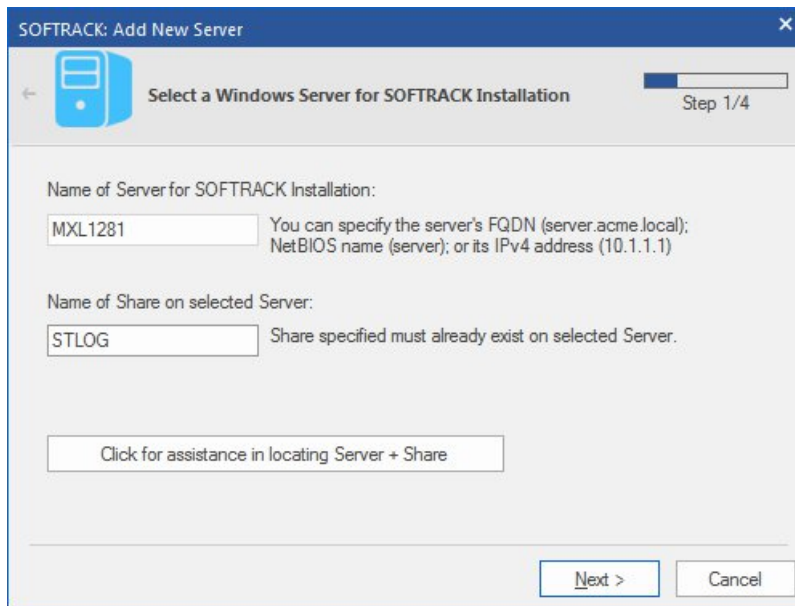 SOFTRACK: Add New Server
Select a Windows Server for SOFTRACK Installation
Step 1/4
Name of Server for SOFTRACK Installation:
MXL1281
You can specify the server's FQDN (server.acme.local);
NetBIOS name (server); or its IPv4 address (10.1.1.1)
Name of Share on selected Server:
STLOG
Share specified must already exist on selected Server.
Click for assistance in locating Server + Share
Next >
Cancel